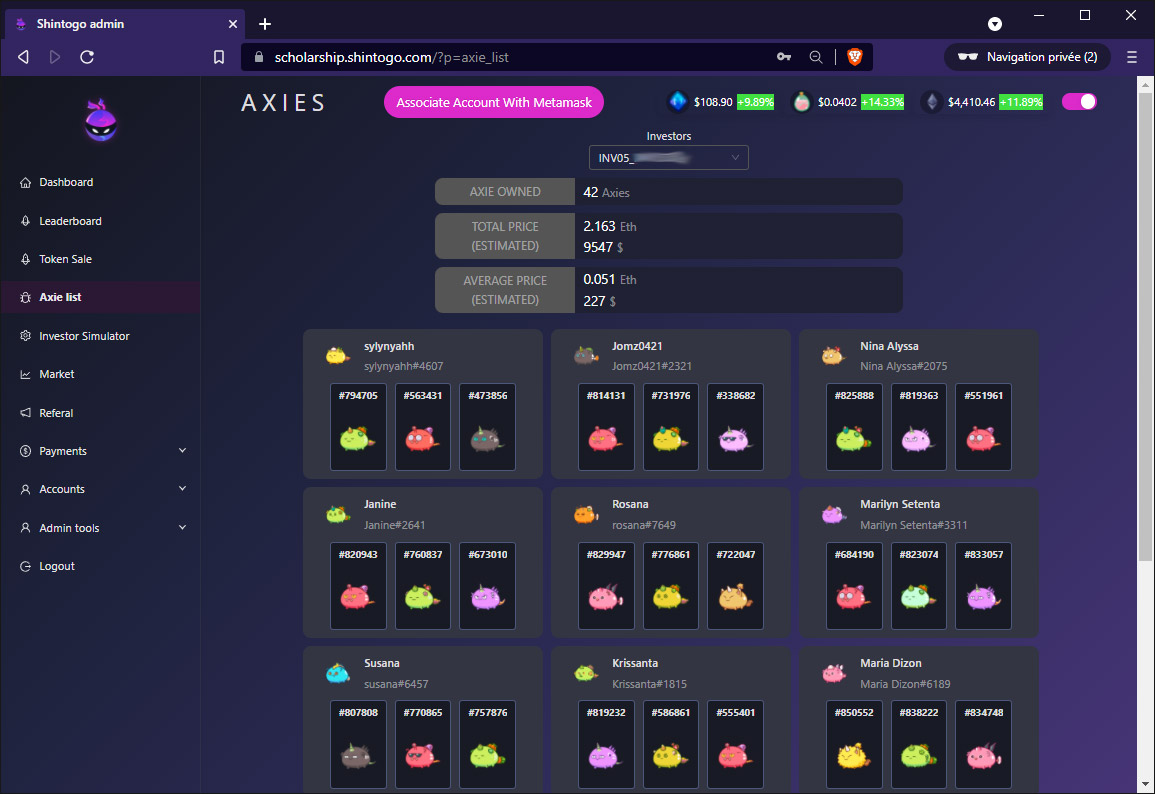 Shintogo admin
scholarship.shintogo.com/?p=axie_list
Navigation privée (2)
AXIES
Associate Account With Metamask
$108.90 +9.89%
$0.0402 +14.33%
$4,410.46 +11.89%
Dashboard
Leaderboard
Token Sale
Axie list
Investor Simulator
Market
Referal
Payments
Accounts
Admin tools
Logout
Investors
INV05_
AXIE OWNED
42 Axies
TOTAL PRICE
(ESTIMATED)
2.163 Eth
9547 $
AVERAGE PRICE
(ESTIMATED)
0.051 Eth
227 $
sylynyahh
sylynyahh#4607
#794705 #563431 #473856
Jomz0421
Jomz0421#2321
#814131 #731976 #338682
Nina Alyssa
Nina Alyssa#2075
#825888 #819363 #551961
Janine
Janine#2641
#820943 #760837 #673010
Rosana
rosana#7649
#829947 #776861 #722047
Marilyn Setenta
Marilyn Setenta#3311
#684190 #823074 #833057
Susana
susana#6457
#807808 #770865 #757876
Krissanta
Krissanta#1815
#819232 #586861 #555401
Maria Dizon
Maria Dizon#6189
#850552 #838222 #834748